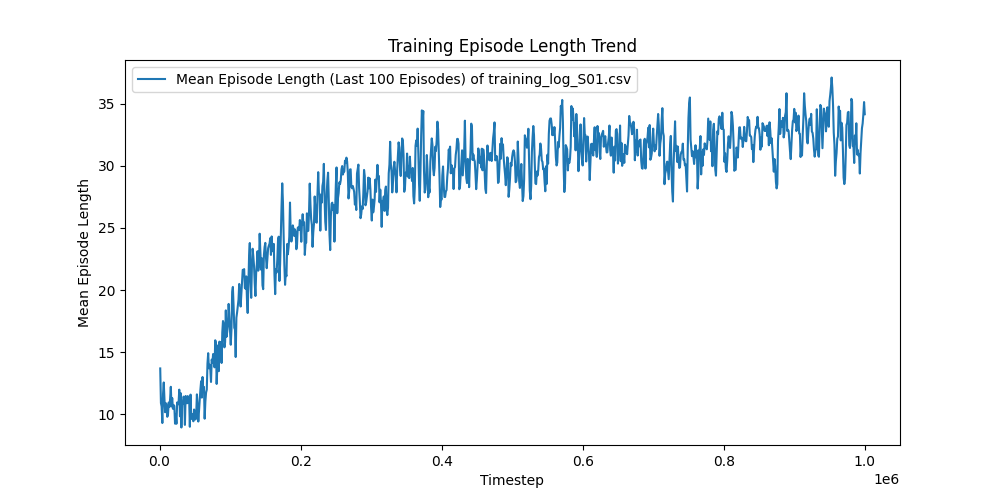 Training Episode Length Trend
Mean Episode Length (Last 100 Episodes) of training_log_S01.csv
Mean Episode Length
35
30
25
20
15
10
0.0 0.2 0.4 0.6 0.8 1.0
1e6
Timestep